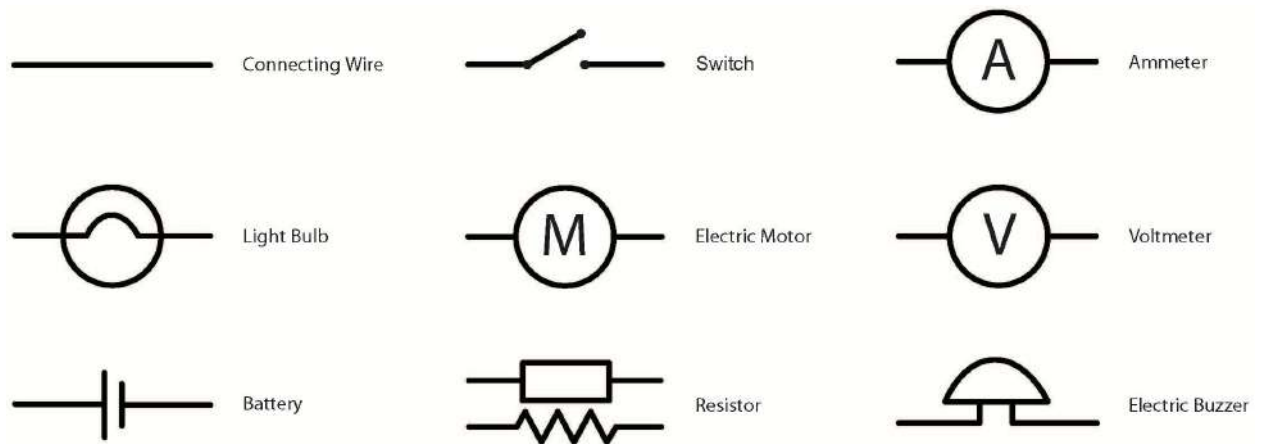 Connecting Wire
Switch
A
Ammeter
Light Bulb
M
Electric Motor
V
Voltmeter
Battery
Resistor
Electric Buzzer